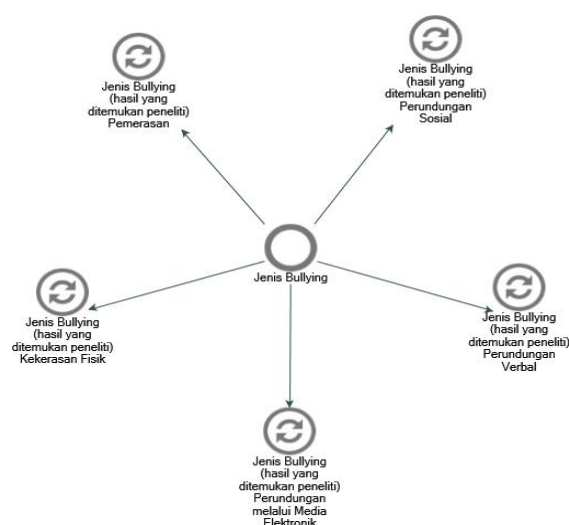 Jenis Bullying
(hasil yang
ditemukan peneliti)
Pemerasan
Jenis Bullying
(hasil yang
ditemukan peneliti)
Perundungan
Sosial
Jenis Bullying
Jenis Bullying
(hasil yang
ditemukan peneliti)
Kekerasan Fisik
Jenis Bullying
(hasil yang
ditemukan peneliti)
Perundungan
Verbal
Jenis Bullying
(hasil yang
ditemukan peneliti)
Perundungan
melalui Media
Elektronik